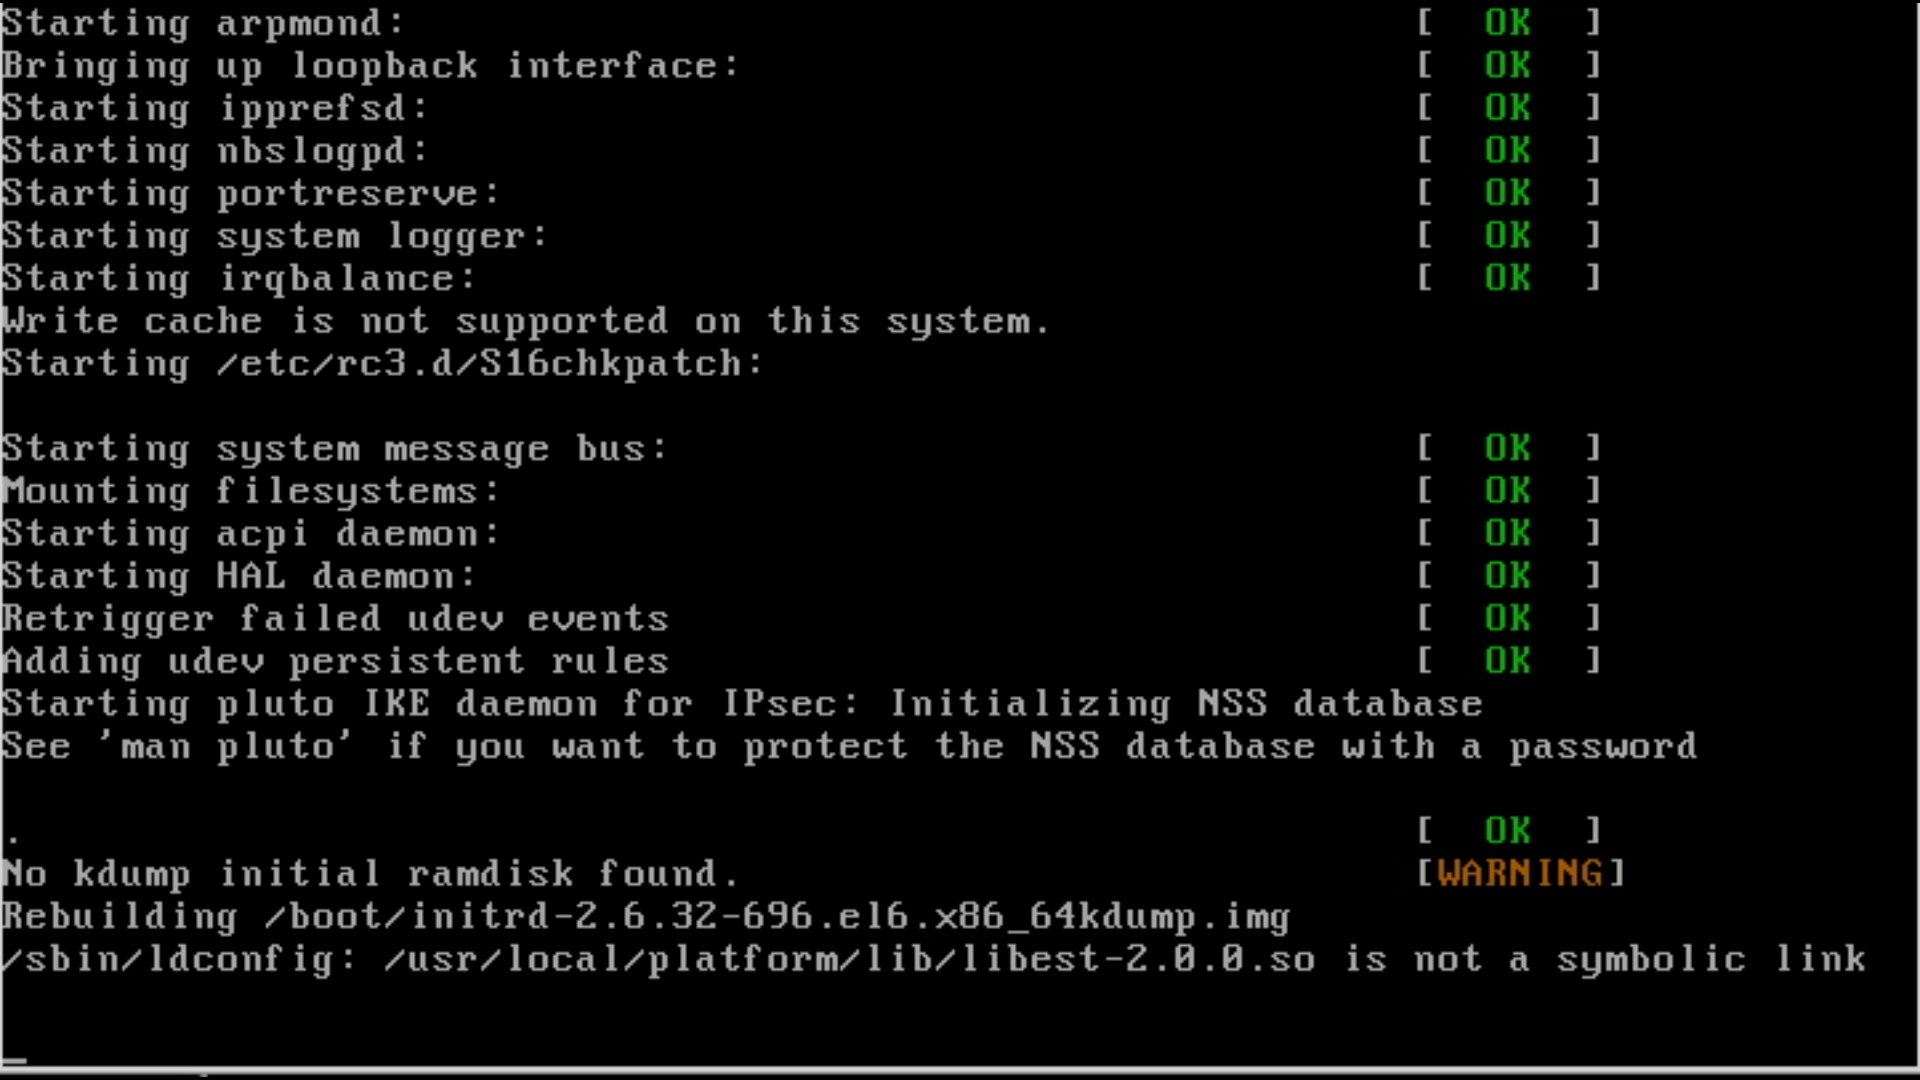 Starting arpmond: [ OK ]
Bringing up loopback interface: [ OK ]
Starting ipprefsd: [ OK ]
Starting nbslogpd: [ OK ]
Starting portreserve: [ OK ]
Starting system logger: [ OK ]
Starting irqbalance: [ OK ]
Write cache is not supported on this system.
Starting /etc/rc3.d/S16chkpatch:
Starting system message bus: [ OK ]
Mounting filesystems: [ OK ]
Starting acpi daemon: [ OK ]
Starting HAL daemon: [ OK ]
Retrigger failed udev events [ OK ]
Adding udev persistent rules [ OK ]
Starting pluto IKE daemon for IPsec: Initializing NSS database
See 'man pluto' if you want to protect the NSS database with a password
. [ OK ]
No kdump initial ramdisk found. [WARNING]
Rebuilding /boot/initrd-2.6.32-696.el6.x86_64kdump.img
/sbin/ldconfig: /usr/local/platform/lib/libest-2.0.0.so is not a symbolic link
_